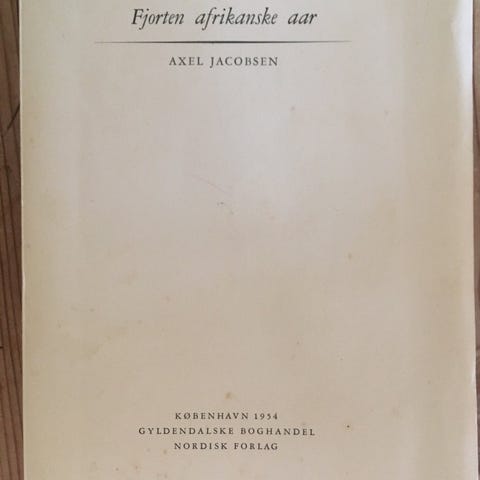 Fjorten afrikanske aar
AXEL JACOBSEN
KØBENHAVN 1954
GYLDENDALSKE BOGHANDEL
NORDISK FORLAG